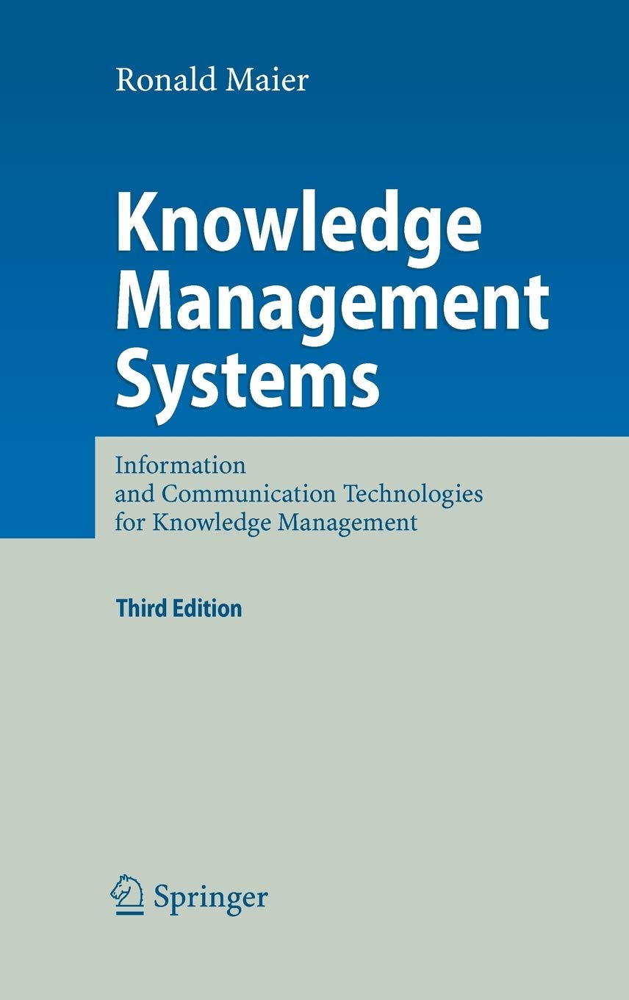 Ronald Maier
Knowledge
Management
Systems
Information
and Communication Technologies
for Knowledge Management
Third Edition
Springer